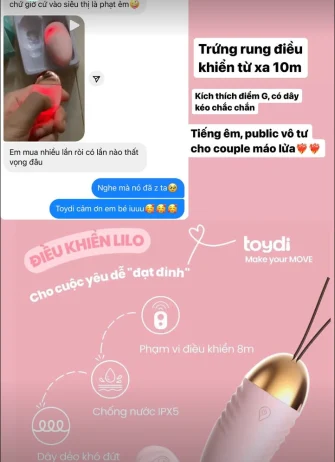 chứ giờ cứ vào siêu thị là phạt êm🤣
Trứng rung điều
khiển từ xa 10m
Kích thích điểm G, có dây
kéo chắc chắn
Tiếng êm, public vô tư
cho couple máo lửa❤️‍🔥❤️‍🔥
Em mua nhiều lần ròi có lần nào thất
vọng đâu
Nghe mà nó đã z ta🥺
Toydi cảm ơn em bé iuuu🥰🥰🥰
ĐIỀU KHIỂN LILO
Cho cuộc yêu dễ "đạt đỉnh"
toydi
Make your MOVE
Phạm vi điều khiển 8m
Chống nước IPX5
Dây dẻo khó đứt